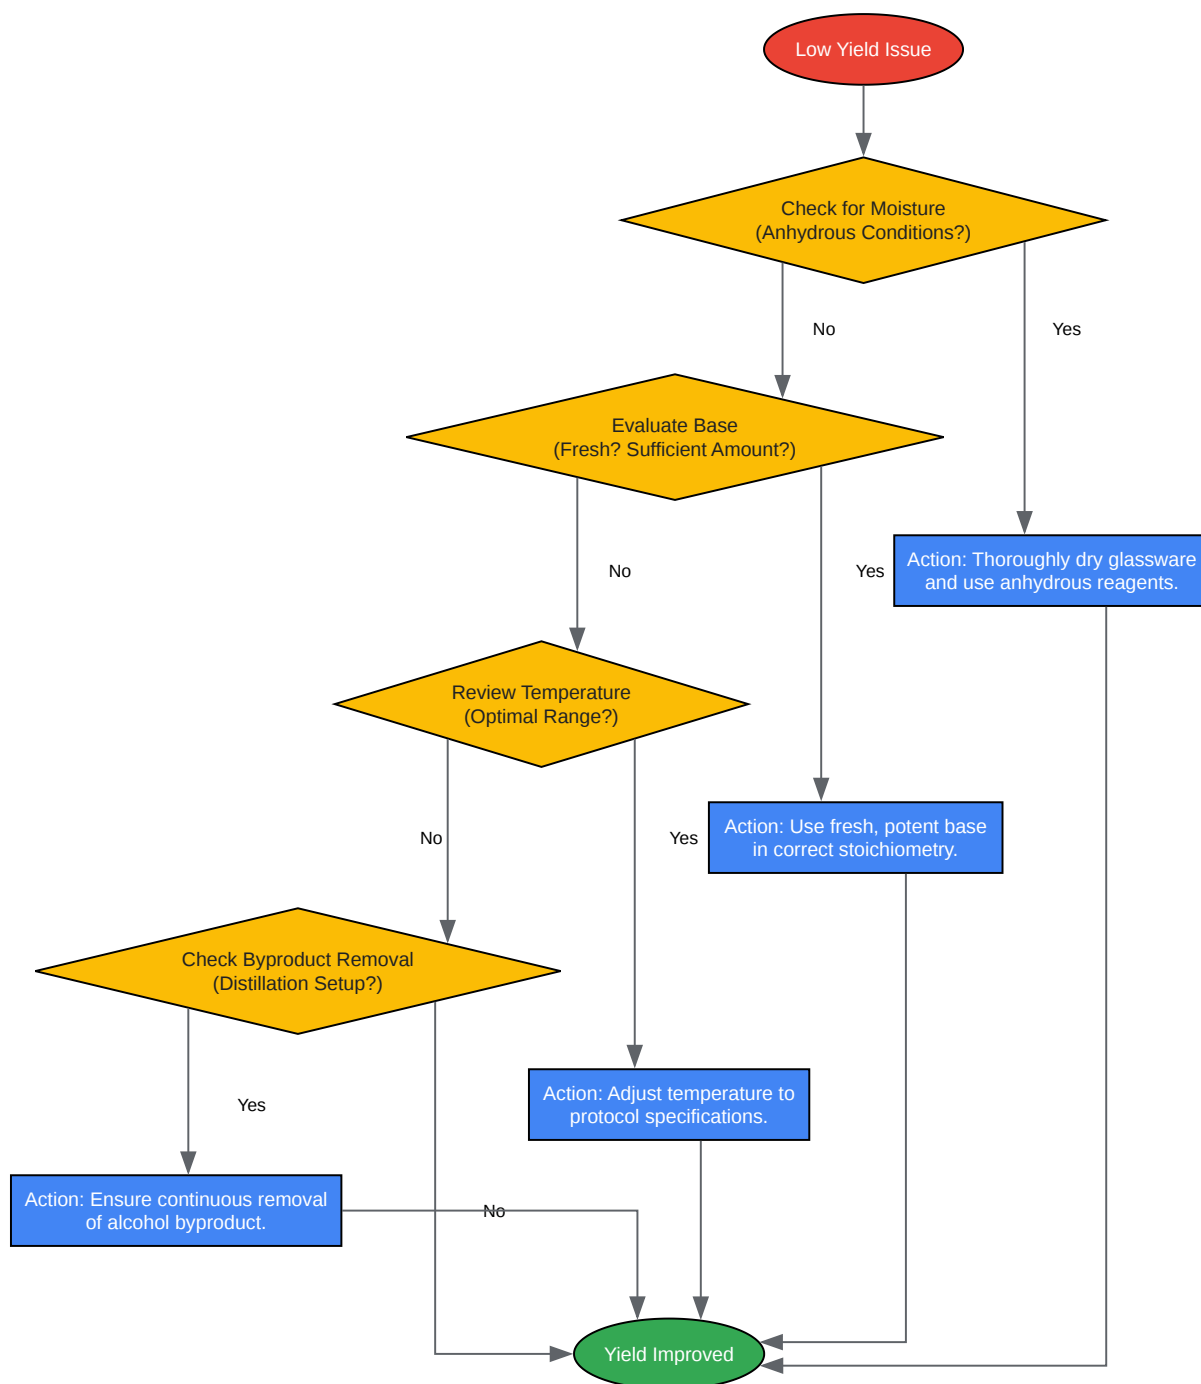 Low Yield Issue
Check for Moisture
(Anhydrous Conditions?)
No
Yes
Evaluate Base
(Fresh? Sufficient Amount?)
Action: Thoroughly dry glassware
and use anhydrous reagents.
No
Yes
Review Temperature
(Optimal Range?)
Action: Use fresh, potent base
in correct stoichiometry.
No
Yes
Check Byproduct Removal
(Distillation Setup?)
Action: Adjust temperature to
protocol specifications.
Yes
Action: Ensure continuous removal
of alcohol byproduct.
No
Yield Improved